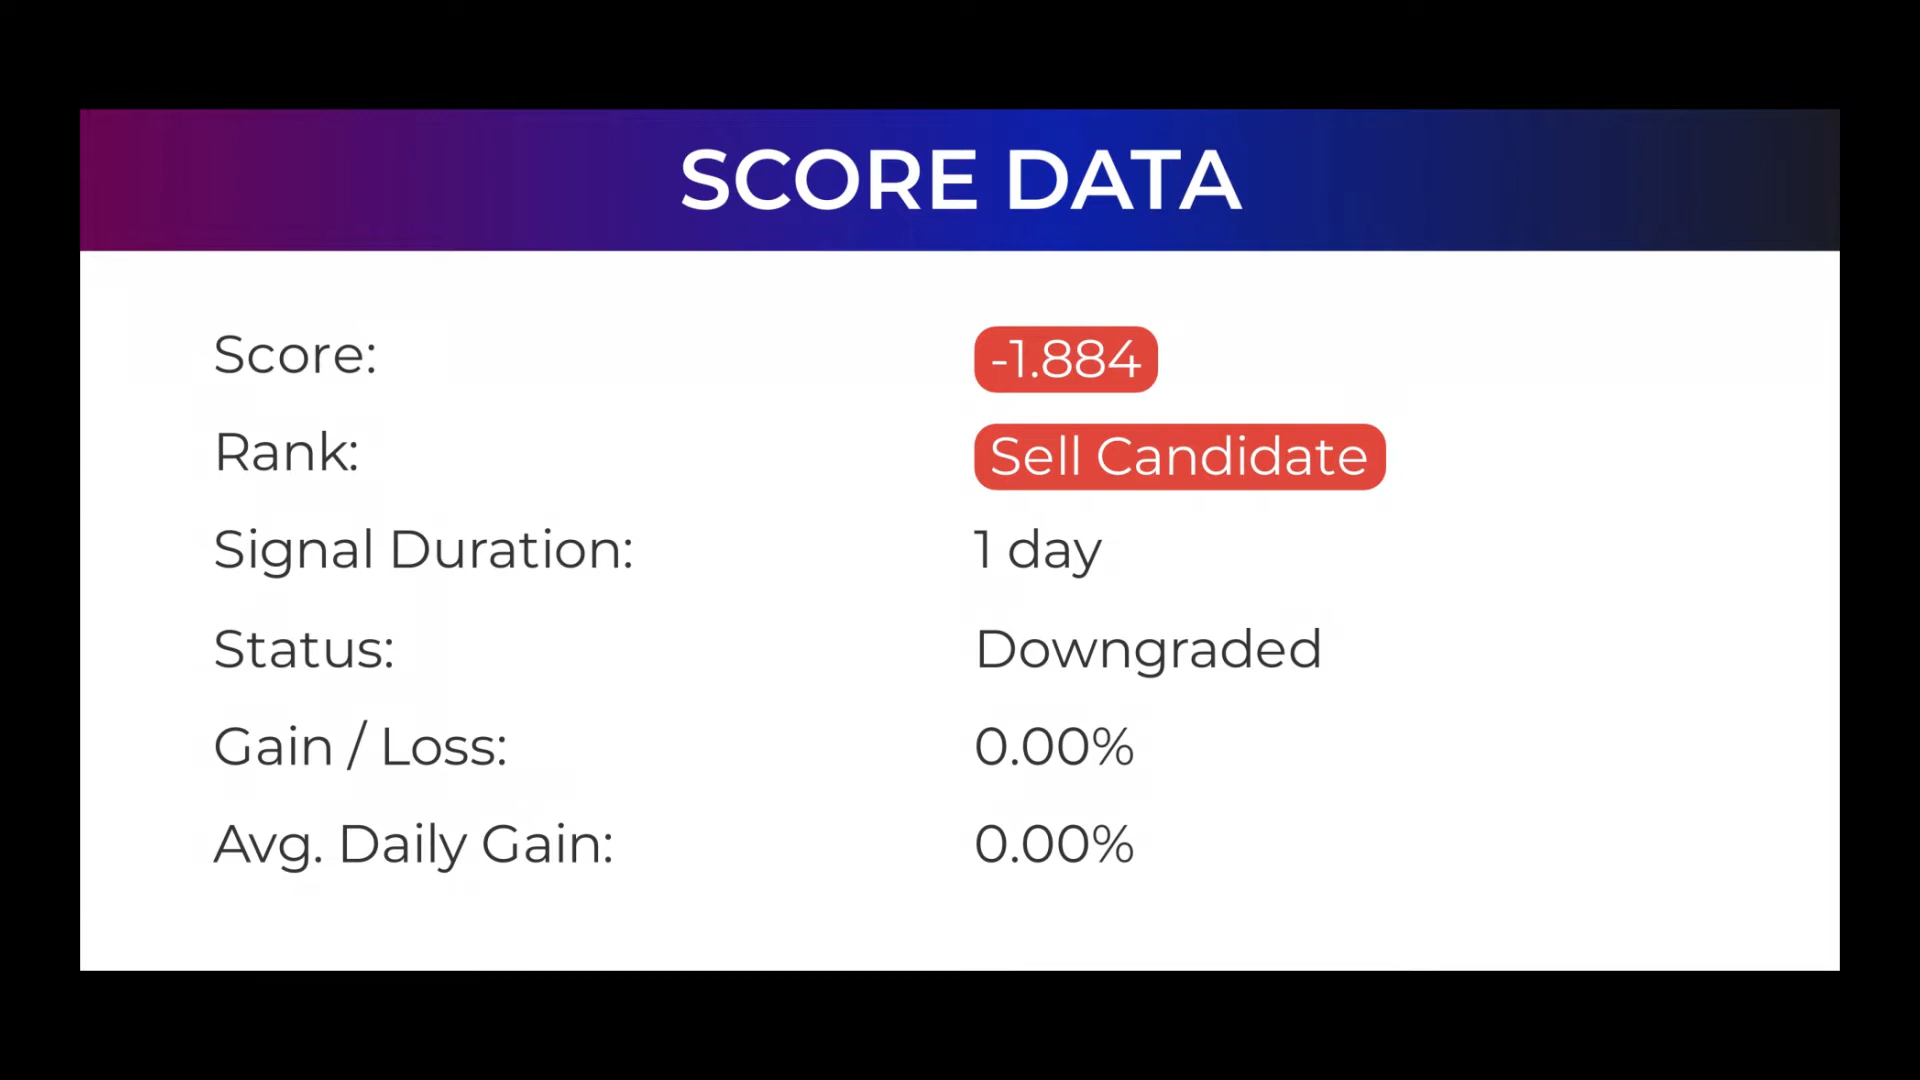 SCORE DATA
Score: -1.884
Rank: Sell Candidate
Signal Duration: 1 day
Status: Downgraded
Gain / Loss: 0.00%
Avg. Daily Gain: 0.00%